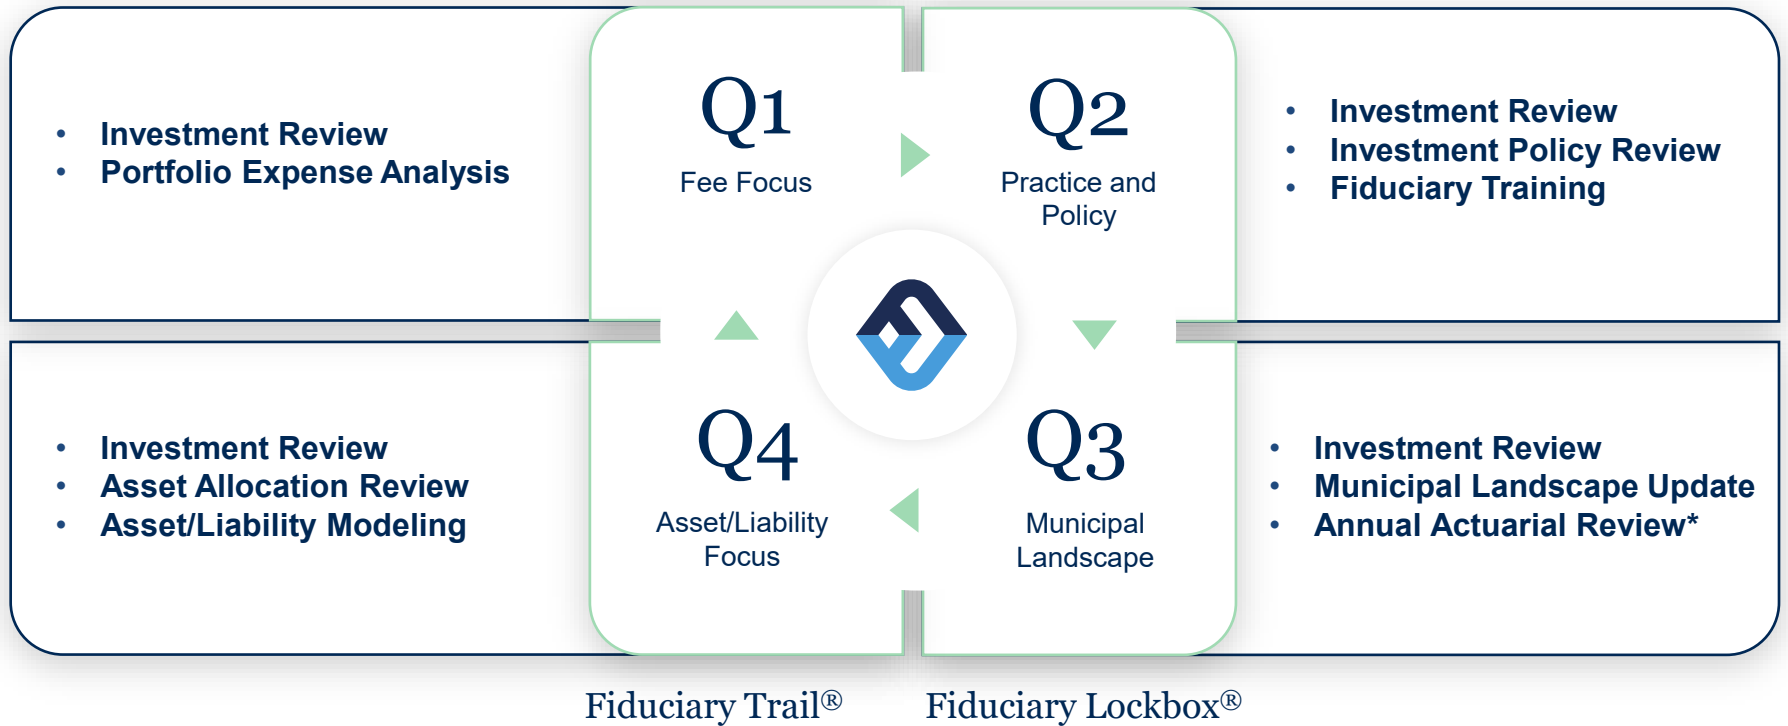 Q1
Fee Focus
• Investment Review
• Portfolio Expense Analysis
Q2
Practice and
Policy
• Investment Review
• Investment Policy Review
• Fiduciary Training
Q3
Municipal
Landscape
• Investment Review
• Municipal Landscape Update
• Annual Actuarial Review*
Q4
Asset/Liability
Focus
• Investment Review
• Asset Allocation Review
• Asset/Liability Modeling
Fiduciary Trail®
Fiduciary Lockbox®